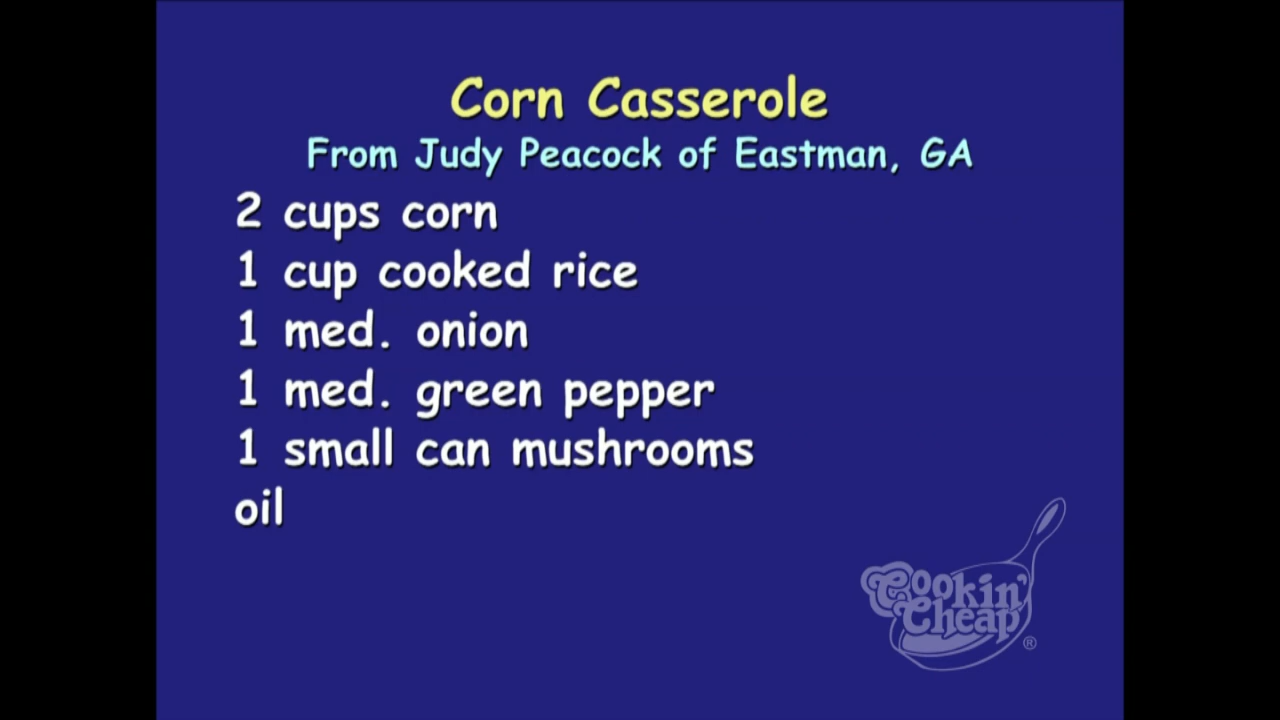 Corn Casserole
From Judy Peacock of Eastman, GA
2 cups corn
1 cup cooked rice
1 med. onion
1 med. green pepper
1 small can mushrooms
oil
Cookin'
Cheap
®